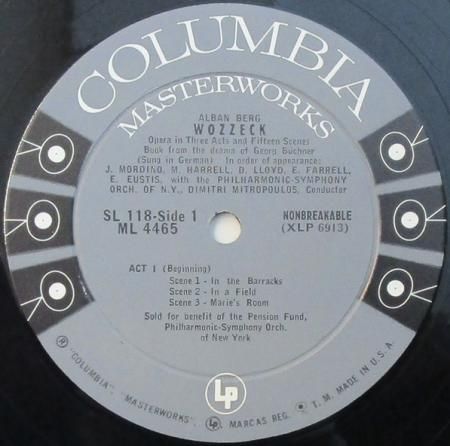 COLUMBIA
MASTERWORKS
ALBAN BERG
WOZZECK
Opera in Three Acts and Fifteen Scenes
Book from the drama of Georg Büchner
(Sung in German) In order of appearance:
J. MORDINO, M. HARRELL, D. LLOYD, E. FARRELL,
E. EUSTIS, with the PHILHARMONIC-SYMPHONY
ORCH. OF N.Y., DIMITRI MITROPOULOS, Conductor
SL 118-Side 1 NONBREAKABLE
ML 4465 (XLP 6913)
ACT 1 (Beginning)
Scene 1 - In the Barracks
Scene 2 - In a Field
Scene 3 - Marie's Room
Sold for benefit of the Pension Fund,
Philharmonic-Symphony Orch.
of New York
LP
® "COLUMBIA", "MASTERWORKS", LP MARCAS REG. © T. M. MADE IN U.S.A.